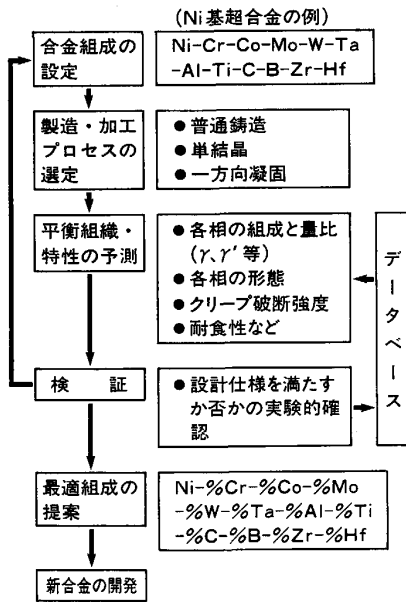 (Ni基超合金の例)
合金組成の
設定
Ni-Cr-Co-Mo-W-Ta
-Al-Ti-C-B-Zr-Hf
製造・加工
プロセスの
選定
●普通鋳造
●単結晶
●一方向凝固
平衡組織・
特性の予測
●各相の組成と量比
(γ、γ′等)
●各相の形態
●クリープ破断強度
●耐食性など
データベース
検 証
●設計仕様を満たす
か否かの実験的確
認
最適組成の
提案
Ni-%Cr-%Co-%Mo
-%W-%Ta-%Al-%Ti
-%C-%B-%Zr-%Hf
新合金の開発